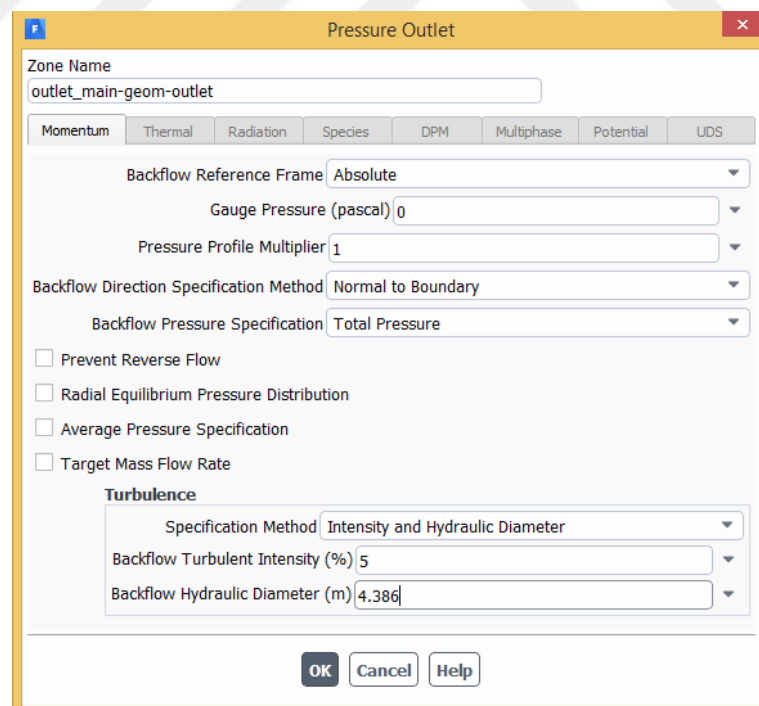 F Pressure Outlet ×
Zone Name
outlet_main-geom-outlet
Momentum Thermal Radiation Species DPM Multiphase Potential UDS
Backflow Reference Frame Absolute
Gauge Pressure (pascal) 0
Pressure Profile Multiplier 1
Backflow Direction Specification Method Normal to Boundary
Backflow Pressure Specification Total Pressure
Prevent Reverse Flow
Radial Equilibrium Pressure Distribution
Average Pressure Specification
Target Mass Flow Rate
Turbulence
Specification Method Intensity and Hydraulic Diameter
Backflow Turbulent Intensity (%) 5
Backflow Hydraulic Diameter (m) 4.386
OK Cancel Help